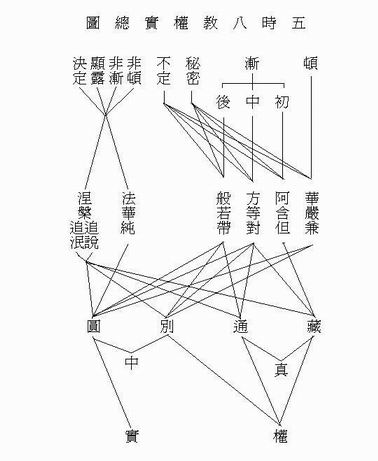 五時八教權實總圖
頓
漸
秘密
不定
非頓
非漸
顯露
決定
初
中
後
華嚴兼
阿含但
方等對
般若帶
法華純
涅槃
追說
追泯
藏
通
別
圓
真
中
權
實